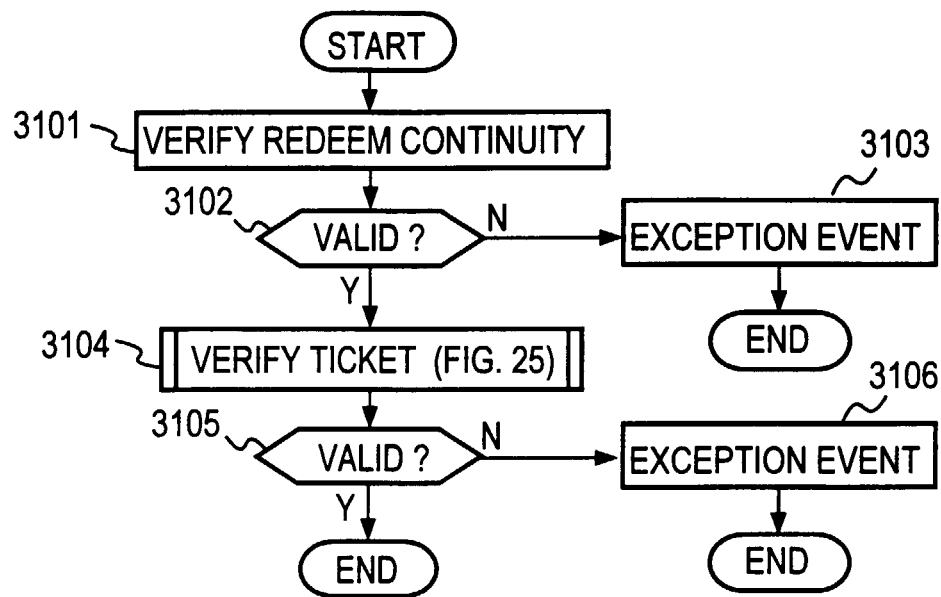 START
3101
VERIFY REDEEM CONTINUITY
3102
VALID ?
N
3103
EXCEPTION EVENT
Y
END
3104
VERIFY TICKET (FIG. 25)
3105
VALID ?
N
3106
EXCEPTION EVENT
Y
END
END